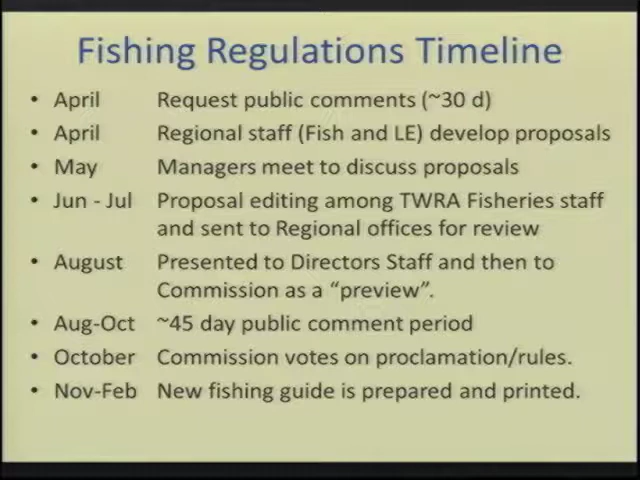 Fishing Regulations Timeline
• April Request public comments (~30 d)
• April Regional staff (Fish and LE) develop proposals
• May Managers meet to discuss proposals
• Jun - Jul Proposal editing among TWRA Fisheries staff
and sent to Regional offices for review
• August Presented to Directors Staff and then to
Commission as a “preview”.
• Aug-Oct ~45 day public comment period
• October Commission votes on proclamation/rules.
• Nov-Feb New fishing guide is prepared and printed.